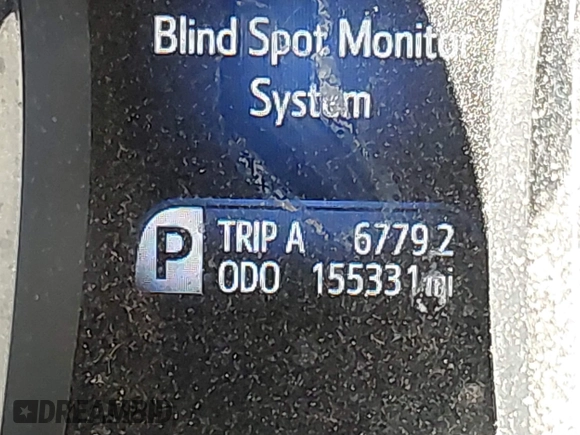 Blind Spot Monitor
System
P
TRIP A 6779.2
ODO 155331 mi
DREAMBID